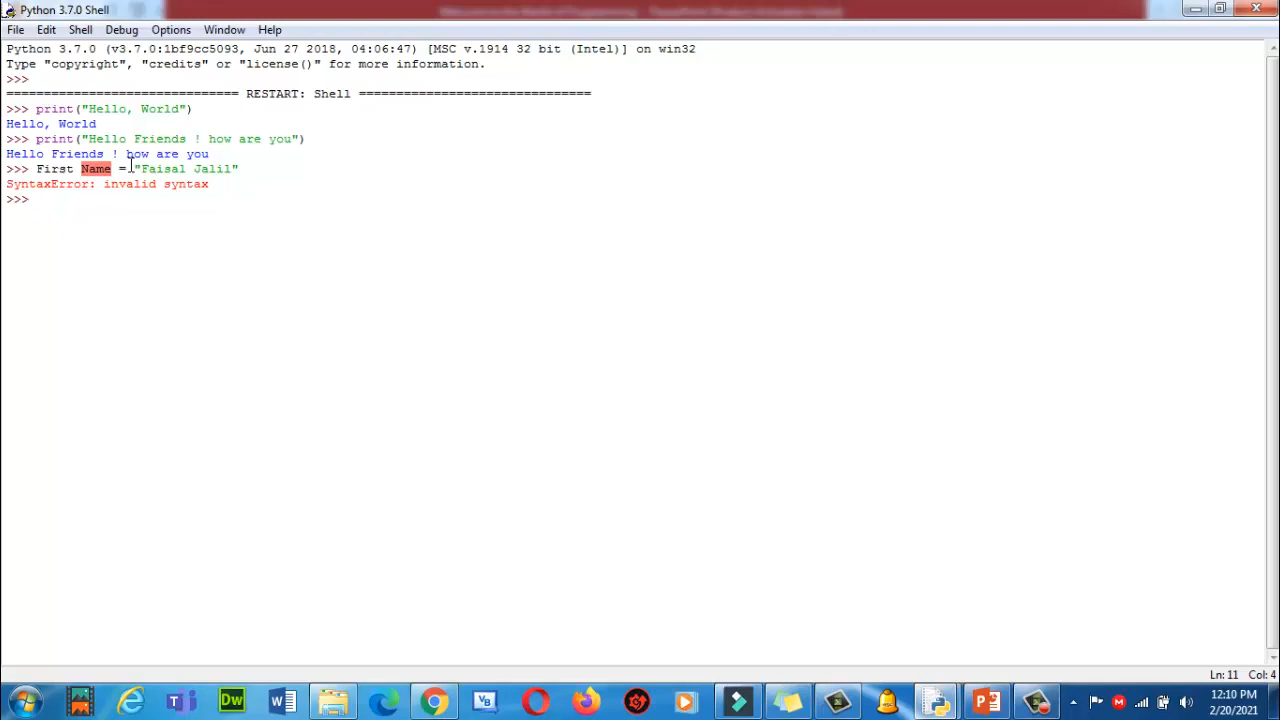 Python 3.7.0 Shell
File Edit Shell Debug Options Window Help
Python 3.7.0 (v3.7.0:1bf9cc5093, Jun 27 2018, 04:06:47) [MSC v.1914 32 bit (Intel)] on win32
Type "copyright", "credits" or "license()" for more information.
>>>
=============================== RESTART: Shell ===============================
>>> print("Hello, World")
Hello, World
>>> print("Hello Friends ! how are you")
Hello Friends ! how are you
>>> First Name = "Faisal Jalil"
SyntaxError: invalid syntax
>>>
Ln: 11 Col: 4
Dw
W
VB
P
M
12:10 PM
2/20/2021